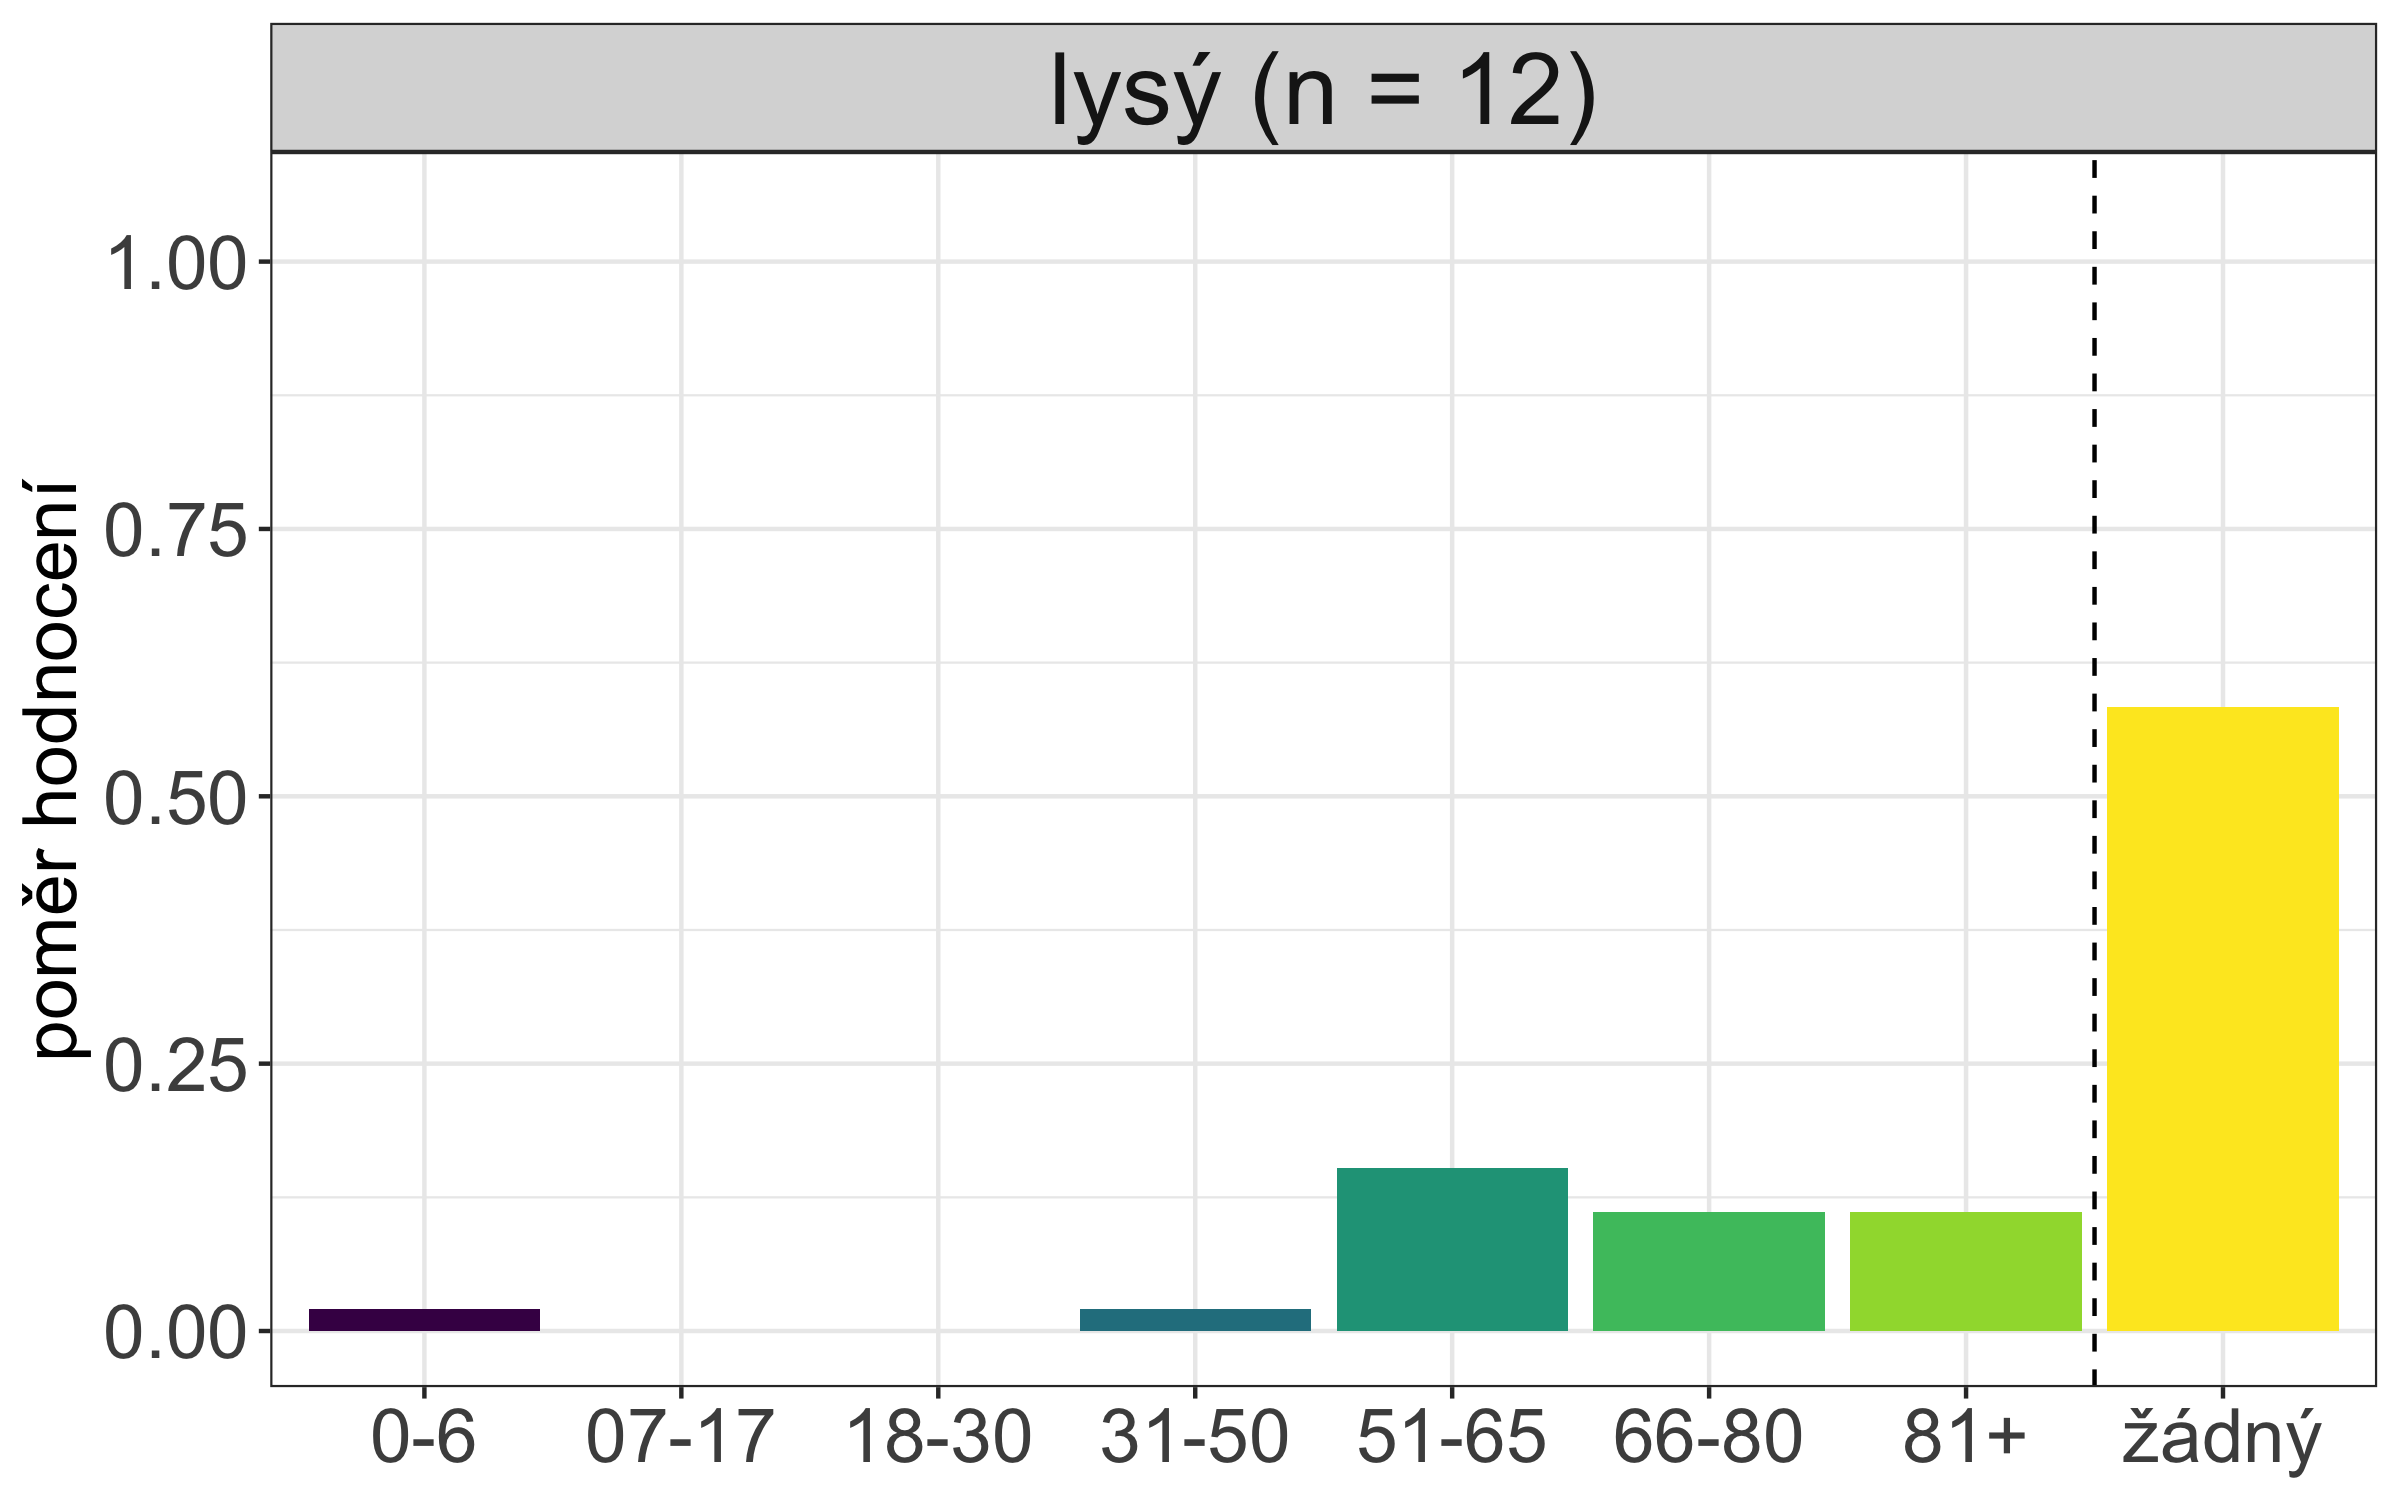 lysý (n = 12)
poměr hodnocení
1.00
0.75
0.50
0.25
0.00
0-6 07-17 18-30 31-50 51-65 66-80 81+ žádný